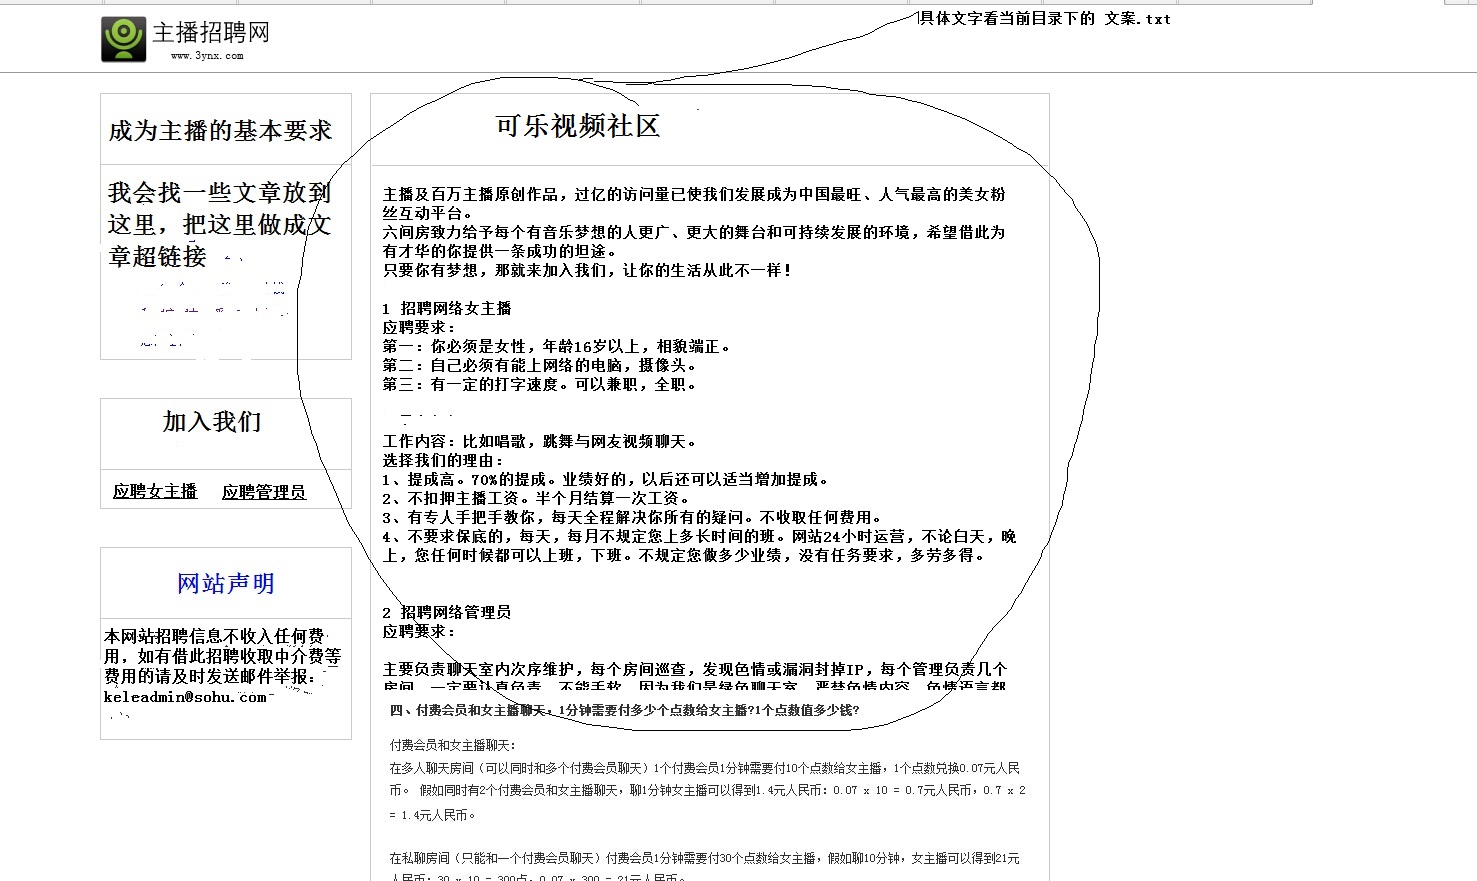 具体文字看当前目录下的 文案.txt
主播招聘网
www.3ynx.com
成为主播的基本要求
我会找一些文章放到
这里，把这里做成文
章超链接
加入我们
应聘女主播 应聘管理员
网站声明
本网站招聘信息不收入任何费
用，如有借此招聘收取中介费等
费用的请及时发送邮件举报：
keleadmin@sohu.com
可乐视频社区
主播及百万主播原创作品，过亿的访问量已使我们发展成为中国最旺、人气最高的美女粉
丝互动平台。
六间房致力给予每个有音乐梦想的人更广、更大的舞台和可持续发展的环境，希望借此为
有才华的你提供一条成功的坦途。
只要你有梦想，那就来加入我们，让你的生活从此不一样！
1 招聘网络女主播
应聘要求：
第一：你必须是女性，年龄16岁以上，相貌端正。
第二：自己必须有能上网络的电脑，摄像头。
第三：有一定的打字速度。可以兼职，全职。
工作内容：比如唱歌，跳舞与网友视频聊天。
选择我们的理由：
1、提成高。70%的提成。业绩好的，以后还可以适当增加提成。
2、不扣押主播工资。半个月结算一次工资。
3、有专人手把手教你，每天全程解决你所有的疑问。不收取任何费用。
4、不要求保底的，每天，每月不规定您上多长时间的班。网站24小时运营，不论白天，晚
上，您任何时候都可以上班，下班。不规定您做多少业绩，没有任务要求，多劳多得。
2 招聘网络管理员
应聘要求：
主要负责聊天室内次序维护，每个房间巡查，发现色情或漏洞封掉IP，每个管理负责几个
房间，一定要认真负责，不能手软，因为我们是绿色聊天室，严禁色情内容，色情语言都
四、付费会员和女主播聊天，1分钟需要付多少个点数给女主播?1个点数值多少钱?
付费会员和女主播聊天：
在多人聊天房间（可以同时和多个付费会员聊天）1个付费会员1分钟需要付10个点数给女主播，1个点数兑换0.07元人民
币。 假如同时有2个付费会员和女主播聊天，聊1分钟女主播可以得到1.4元人民币：0.07 x 10 = 0.7元人民币，0.7 x 2
= 1.4元人民币。
在私聊房间（只能和一个付费会员聊天）付费会员1分钟需要付30个点数给女主播，假如聊10分钟，女主播可以得到21元
人民币：30 x 10 = 300点，0.07 x 300 = 21元人民币。